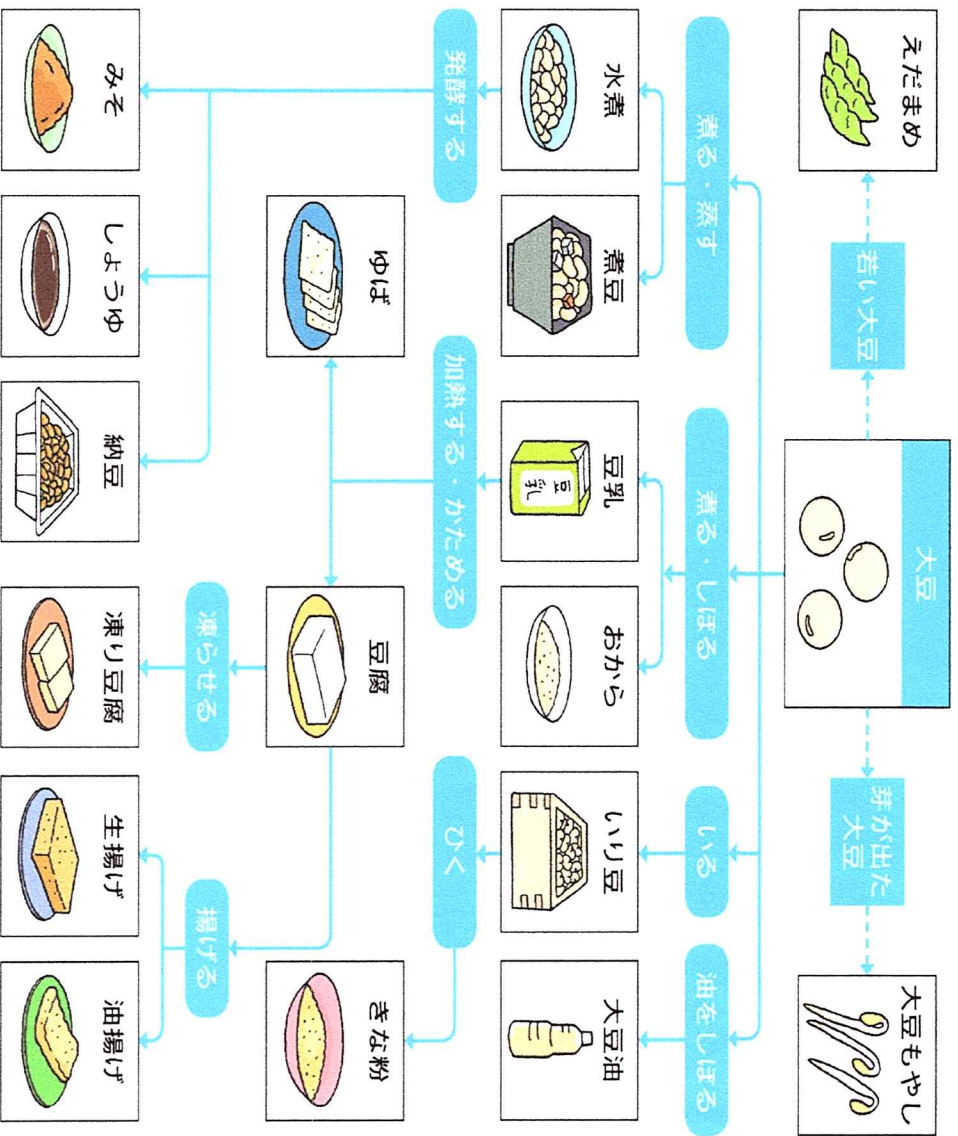 大豆
えだまめ
若い大豆
芽が出た
大豆
大豆もやし
煮る・蒸す
煮る・しぼる
いる
油をしぼる
水煮
煮豆
豆乳
豆乳
おから
いり豆
大豆油
発酵する
加熱する・かためる
ひく
ゆば
豆腐
きな粉
凍らせる
揚げる
みそ
しょうゆ
納豆
凍り豆腐
生揚げ
油揚げ